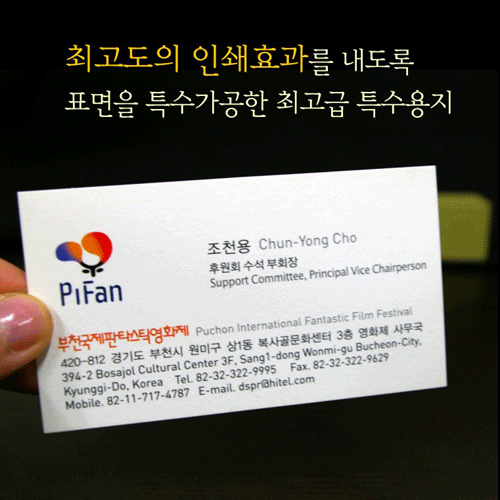 최고도의 인쇄효과를 내도록
표면을 특수가공한 최고급 특수용지
PiFan
조천용 Chun-Yong Cho
후원회 수석 부회장
Support Committee, Principal Vice Chairperson
부천국제판타스틱영화제 Puchon International Fantastic Film Festival
420-812 경기도 부천시 원미구 상1동 복사골문화센터 3층 영화제 사무국
394-2 Bosajol Cultural Center 3F, Sang1-dong Wonmi-gu Bucheon-City,
Kyunggi-Do, Korea Tel. 82-32-322-9995 Fax. 82-32-322-9629
Mobile. 82-11-717-4787 E-mail. dspr@hitel.com